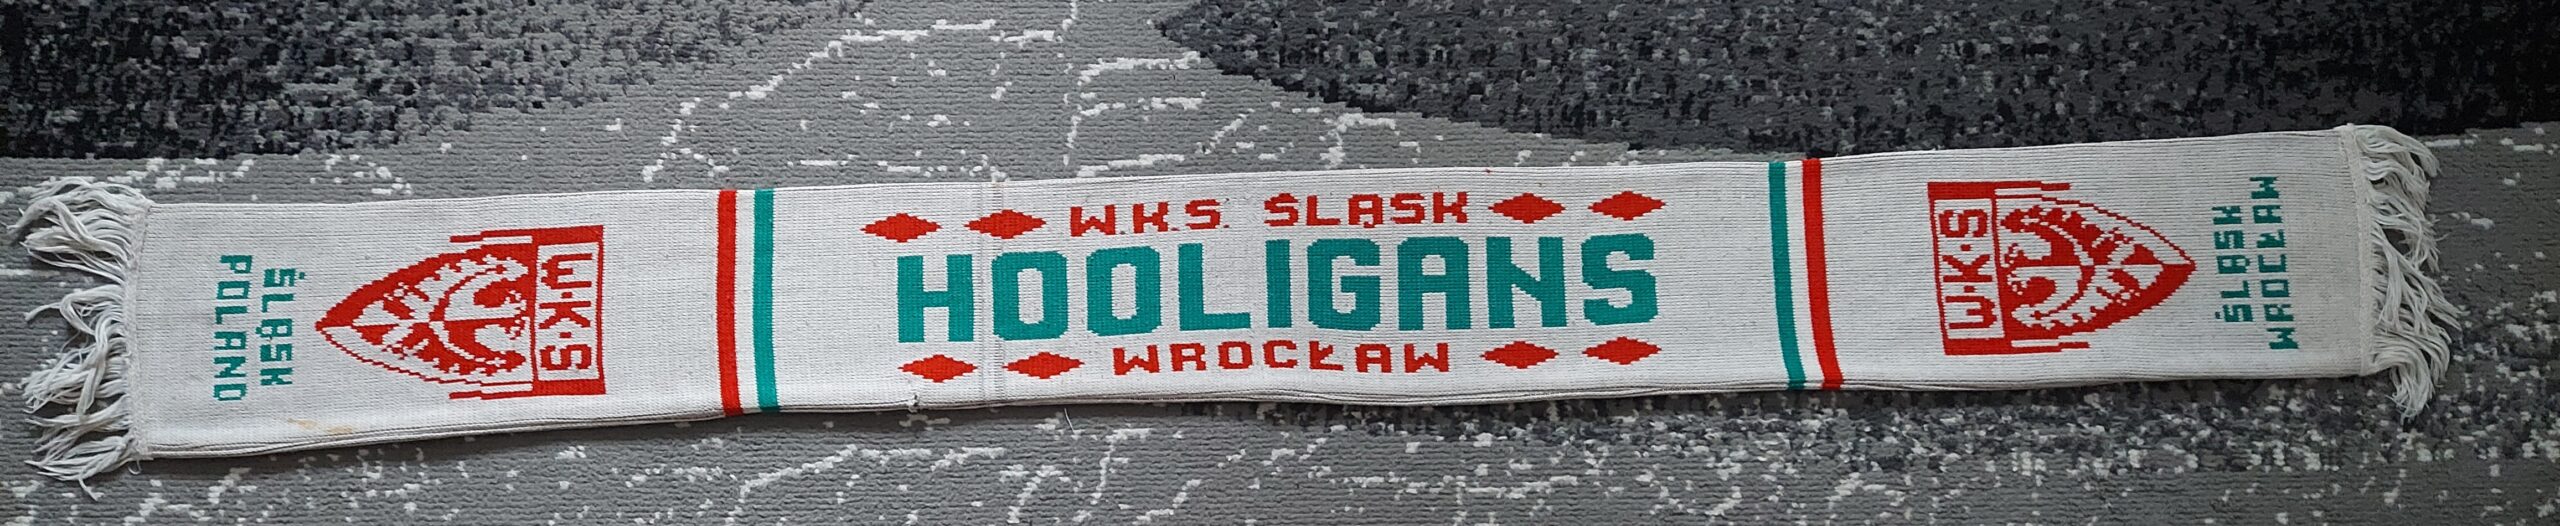 ŚLĄSK
POLAND
W·K·S
W.K.S. ŚLĄSK
HOOLIGANS
WROCŁAW
W·K·S
ŚLĄSK
WROCŁAW